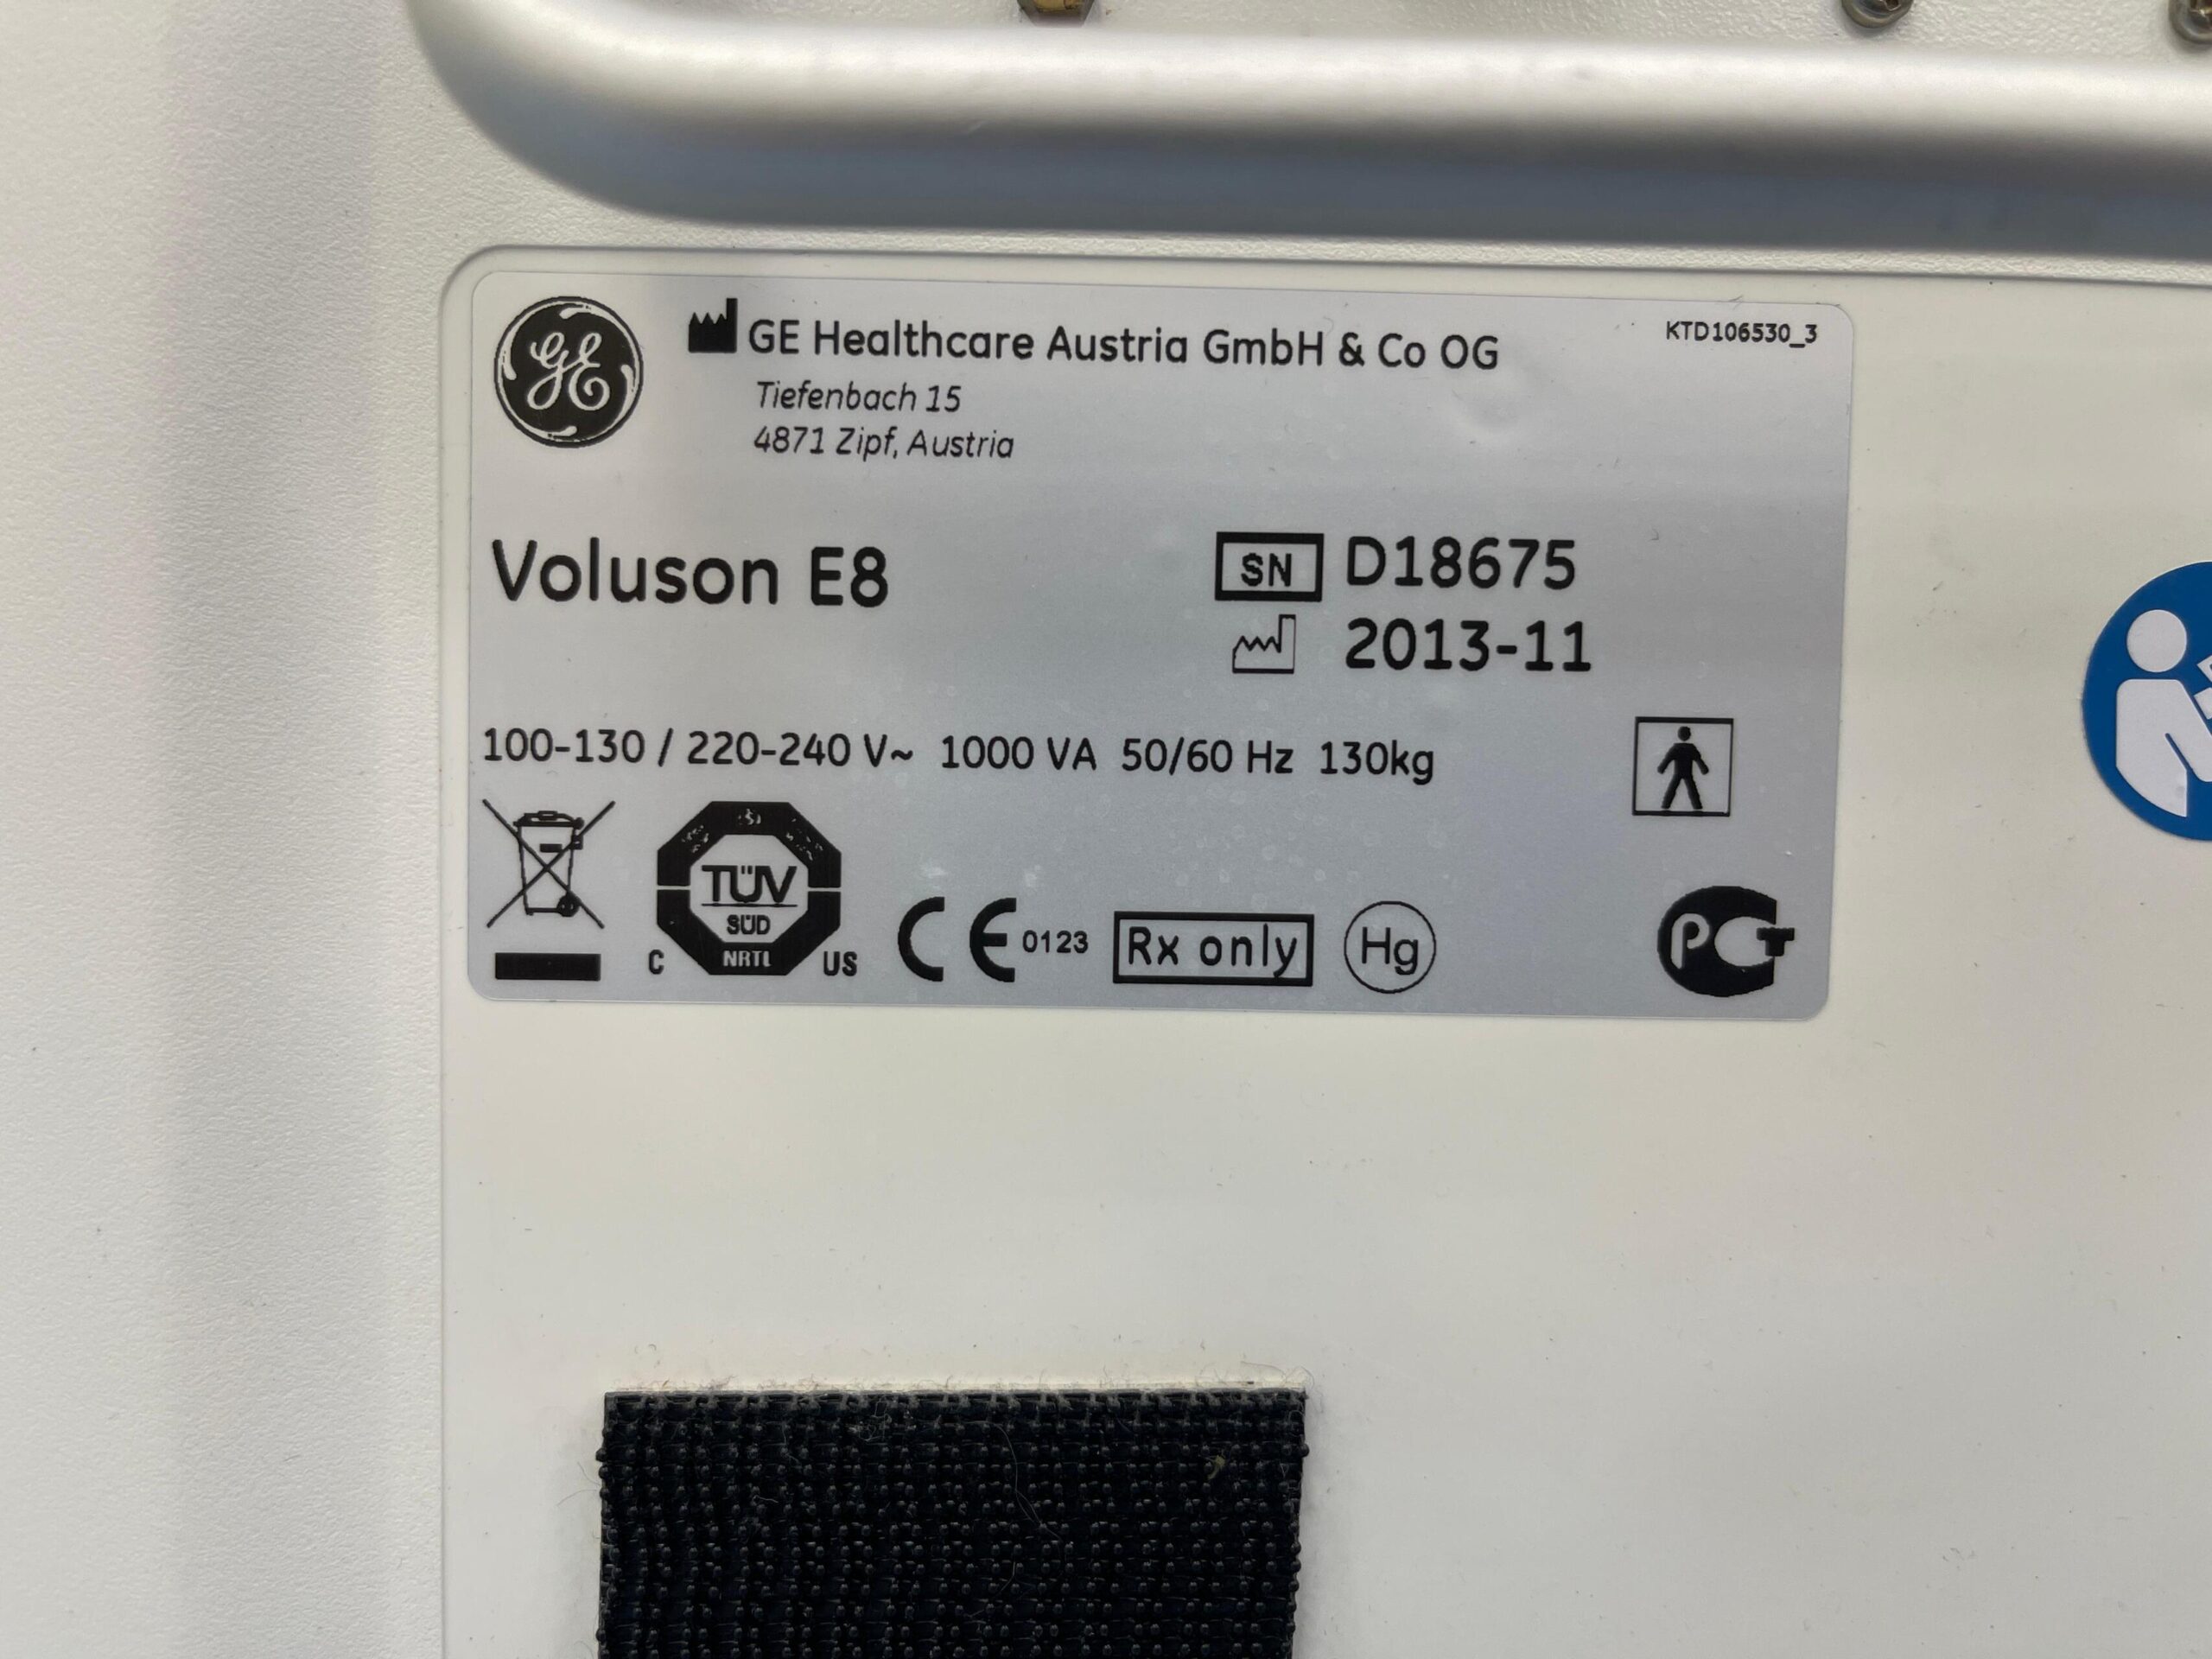 GE
GE Healthcare Austria GmbH & Co OG
KTD106530_3
Tiefenbach 15
4871 Zipf, Austria
Voluson E8
SN D18675
2013-11
100-130 / 220-240 V~ 1000 VA 50/60 Hz 130kg
TÜV
SÜD
C NRTL US
CE 0123
Rx only
Hg
PCT